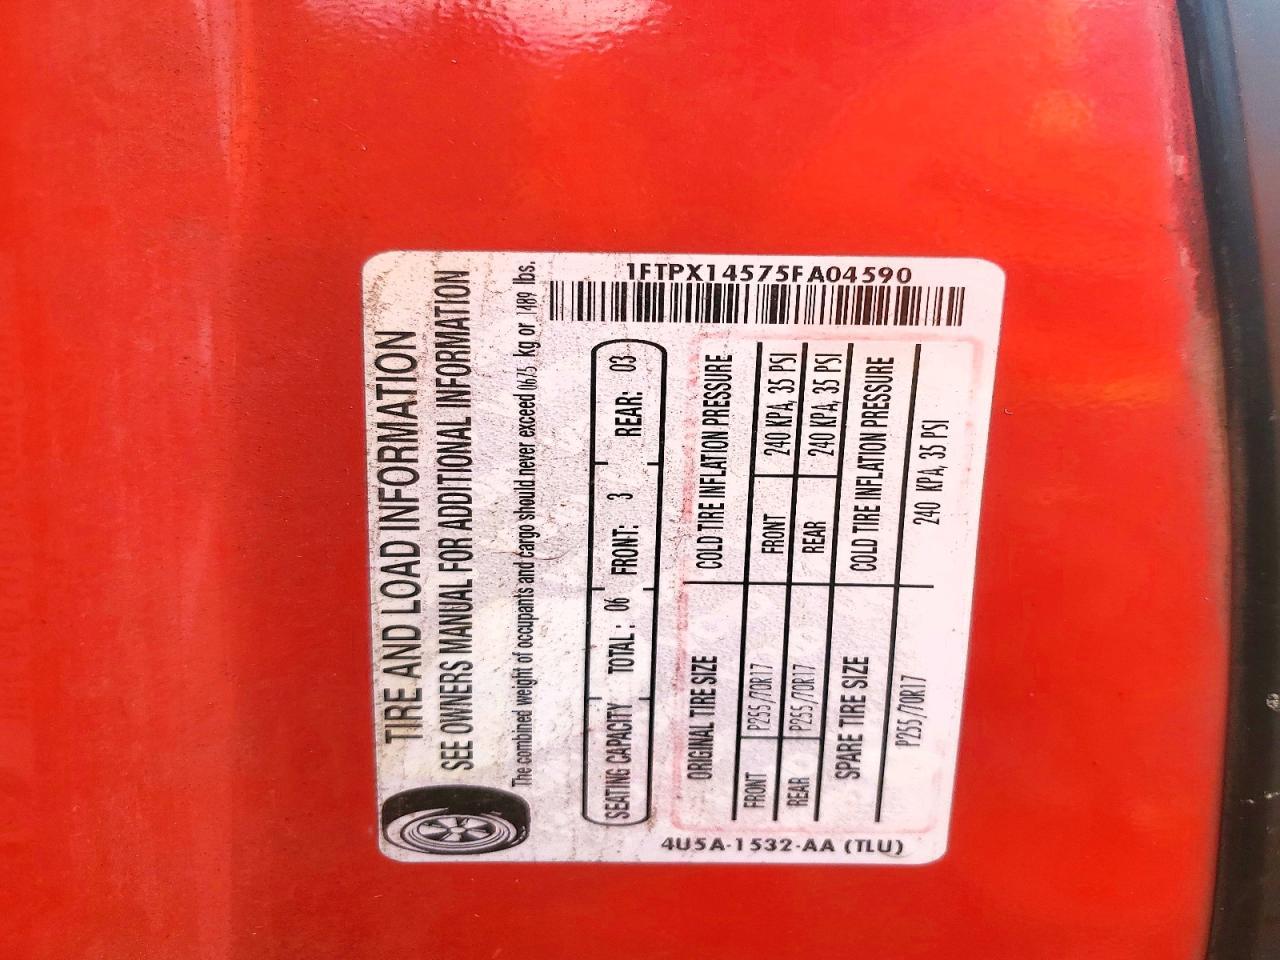 TIRE AND LOAD INFORMATION
SEE OWNERS MANUAL FOR ADDITIONAL INFORMATION
The combined weight of occupants and cargo should never exceed 0675 kg or 1489 lbs.
SEATING CAPACITY TOTAL: 06 FRONT: 3 REAR: 03
ORIGINAL TIRE SIZE COLD TIRE INFLATION PRESSURE
FRONT P255/70R17 FRONT 240 KPA, 35 PSI
REAR P255/70R17 REAR 240 KPA, 35 PSI
SPARE TIRE SIZE COLD TIRE INFLATION PRESSURE
P255/70R17 240 KPA, 35 PSI
4U5A-1532-AA (TLU)
1FTPX14575FA04590